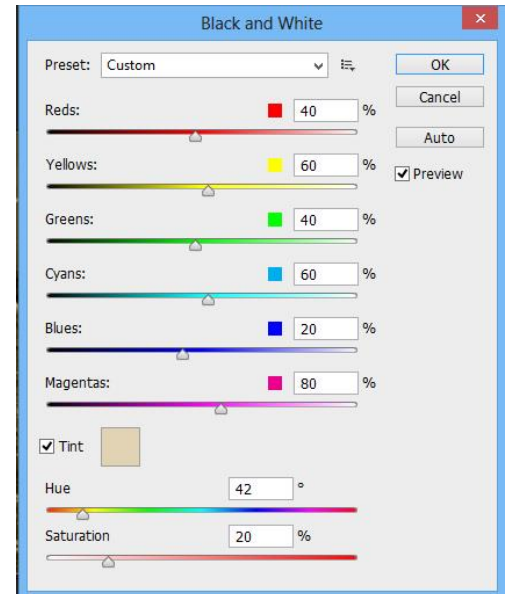 Black and White
Preset: Custom
OK
Cancel
Auto
Preview
Reds: 40 %
Yellows: 60 %
Greens: 40 %
Cyans: 60 %
Blues: 20 %
Magentas: 80 %
Tint
Hue 42 °
Saturation 20 %